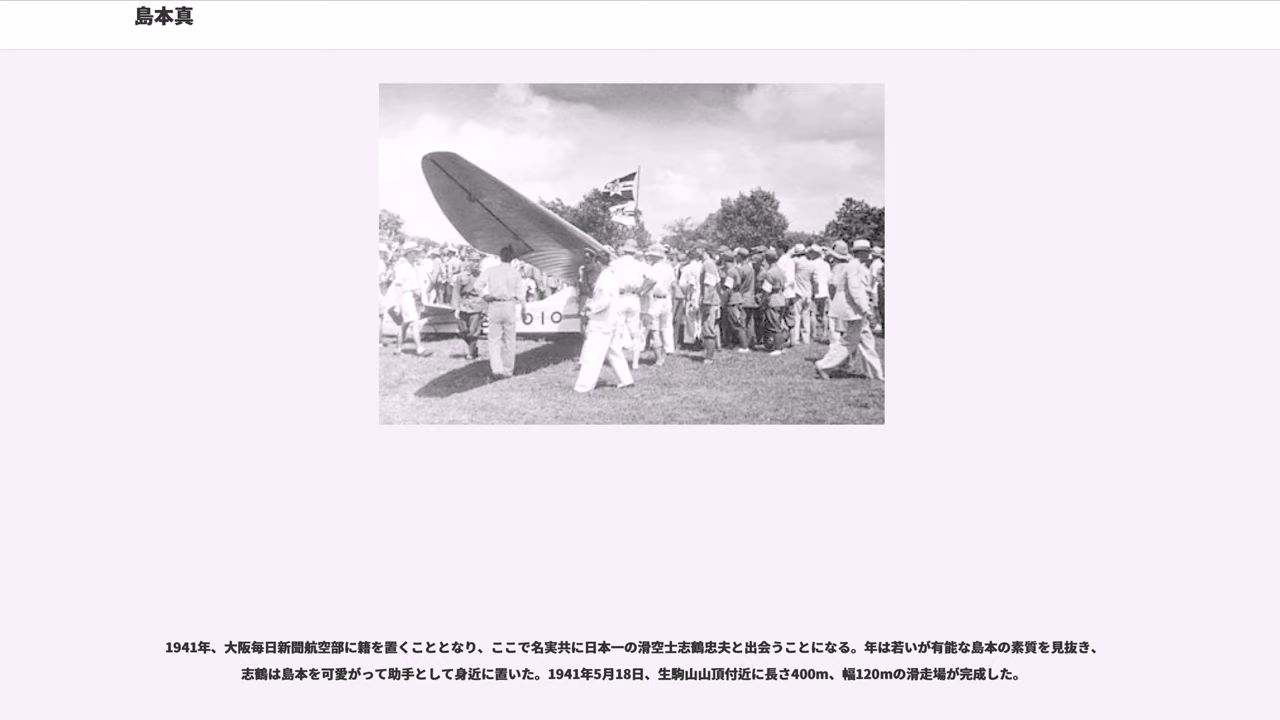 島本真
010
1941年、大阪毎日新聞航空部に籍を置くこととなり、ここで名実共に日本一の滑空士志鶴忠夫と出会うことになる。年は若いが有能な島本の素質を見抜き、
志鶴は島本を可愛がって助手として身近に置いた。1941年5月18日、生駒山山頂付近に長さ400m、幅120mの滑走場が完成した。